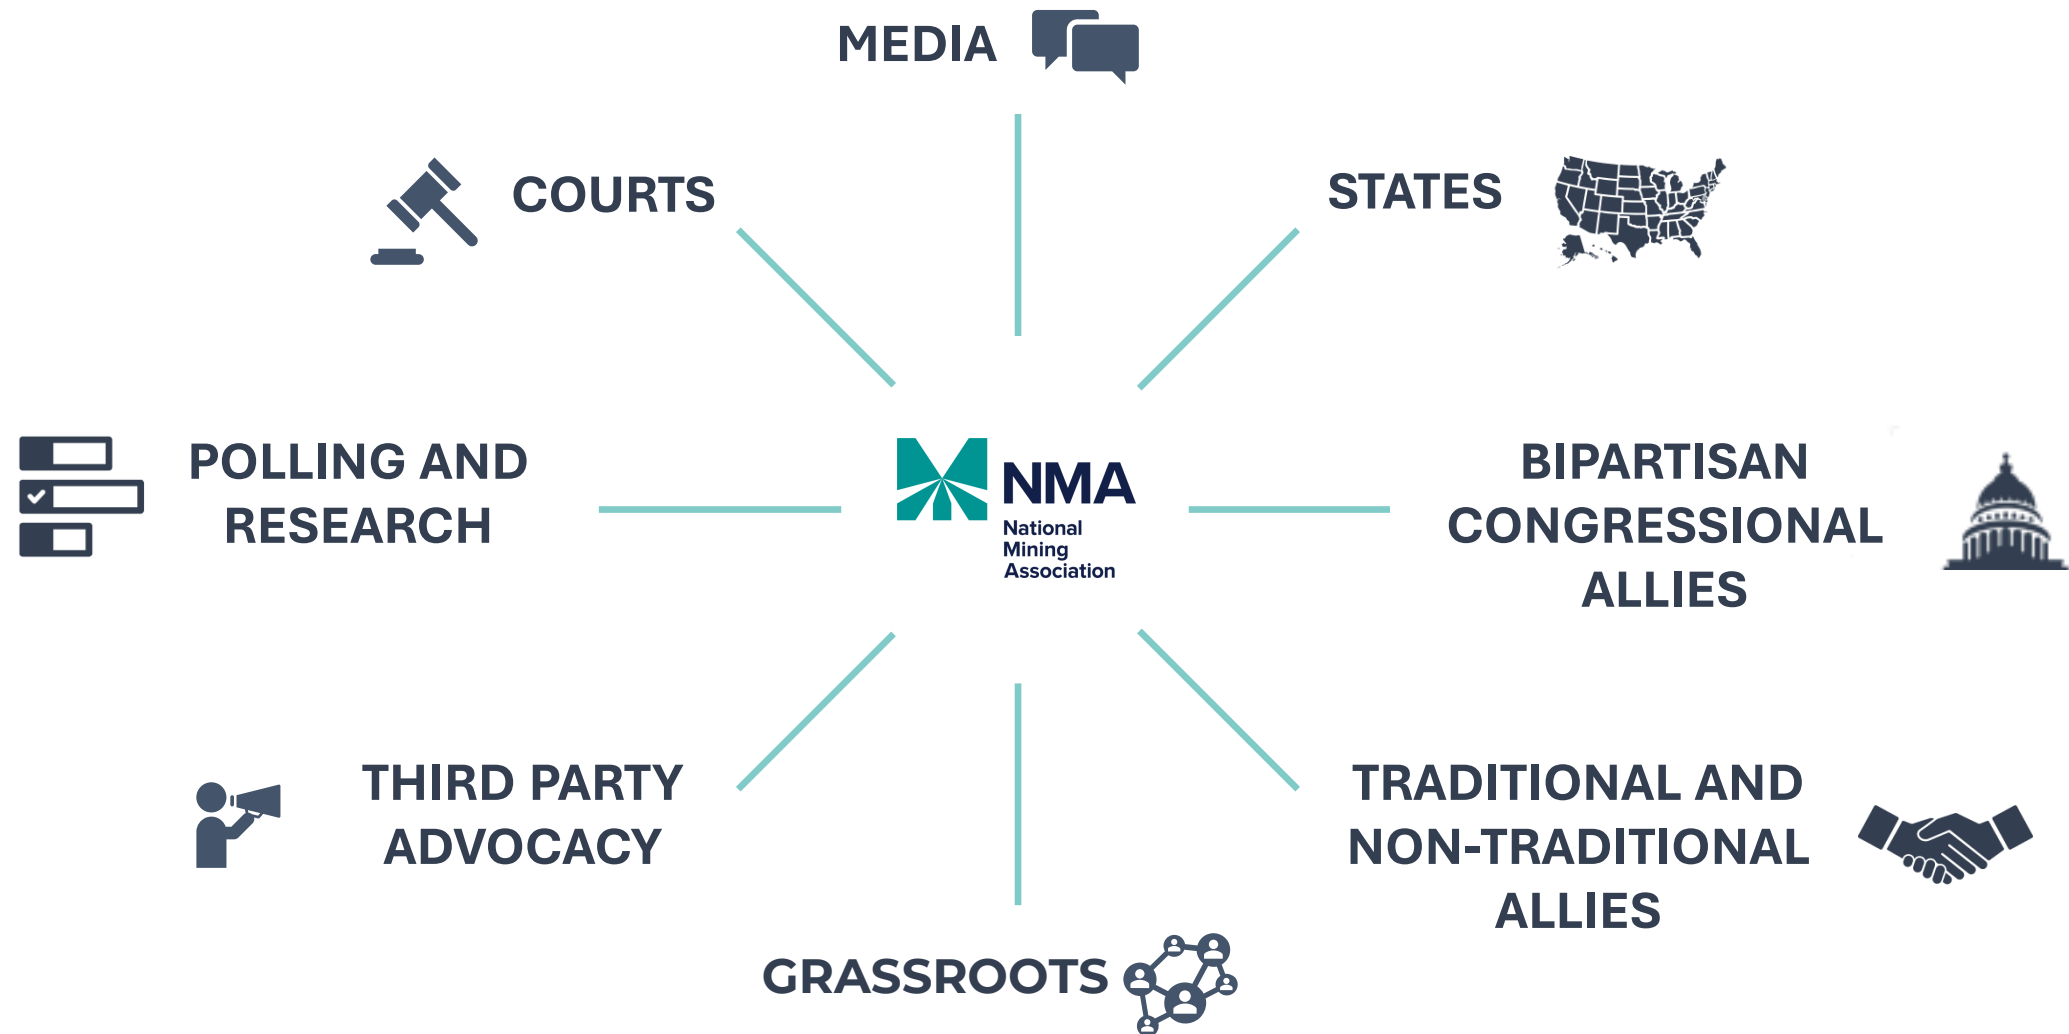 MEDIA
COURTS
STATES
POLLING AND
RESEARCH
NMA
National
Mining
Association
BIPARTISAN
CONGRESSIONAL
ALLIES
THIRD PARTY
ADVOCACY
TRADITIONAL AND
NON-TRADITIONAL
ALLIES
GRASSROOTS